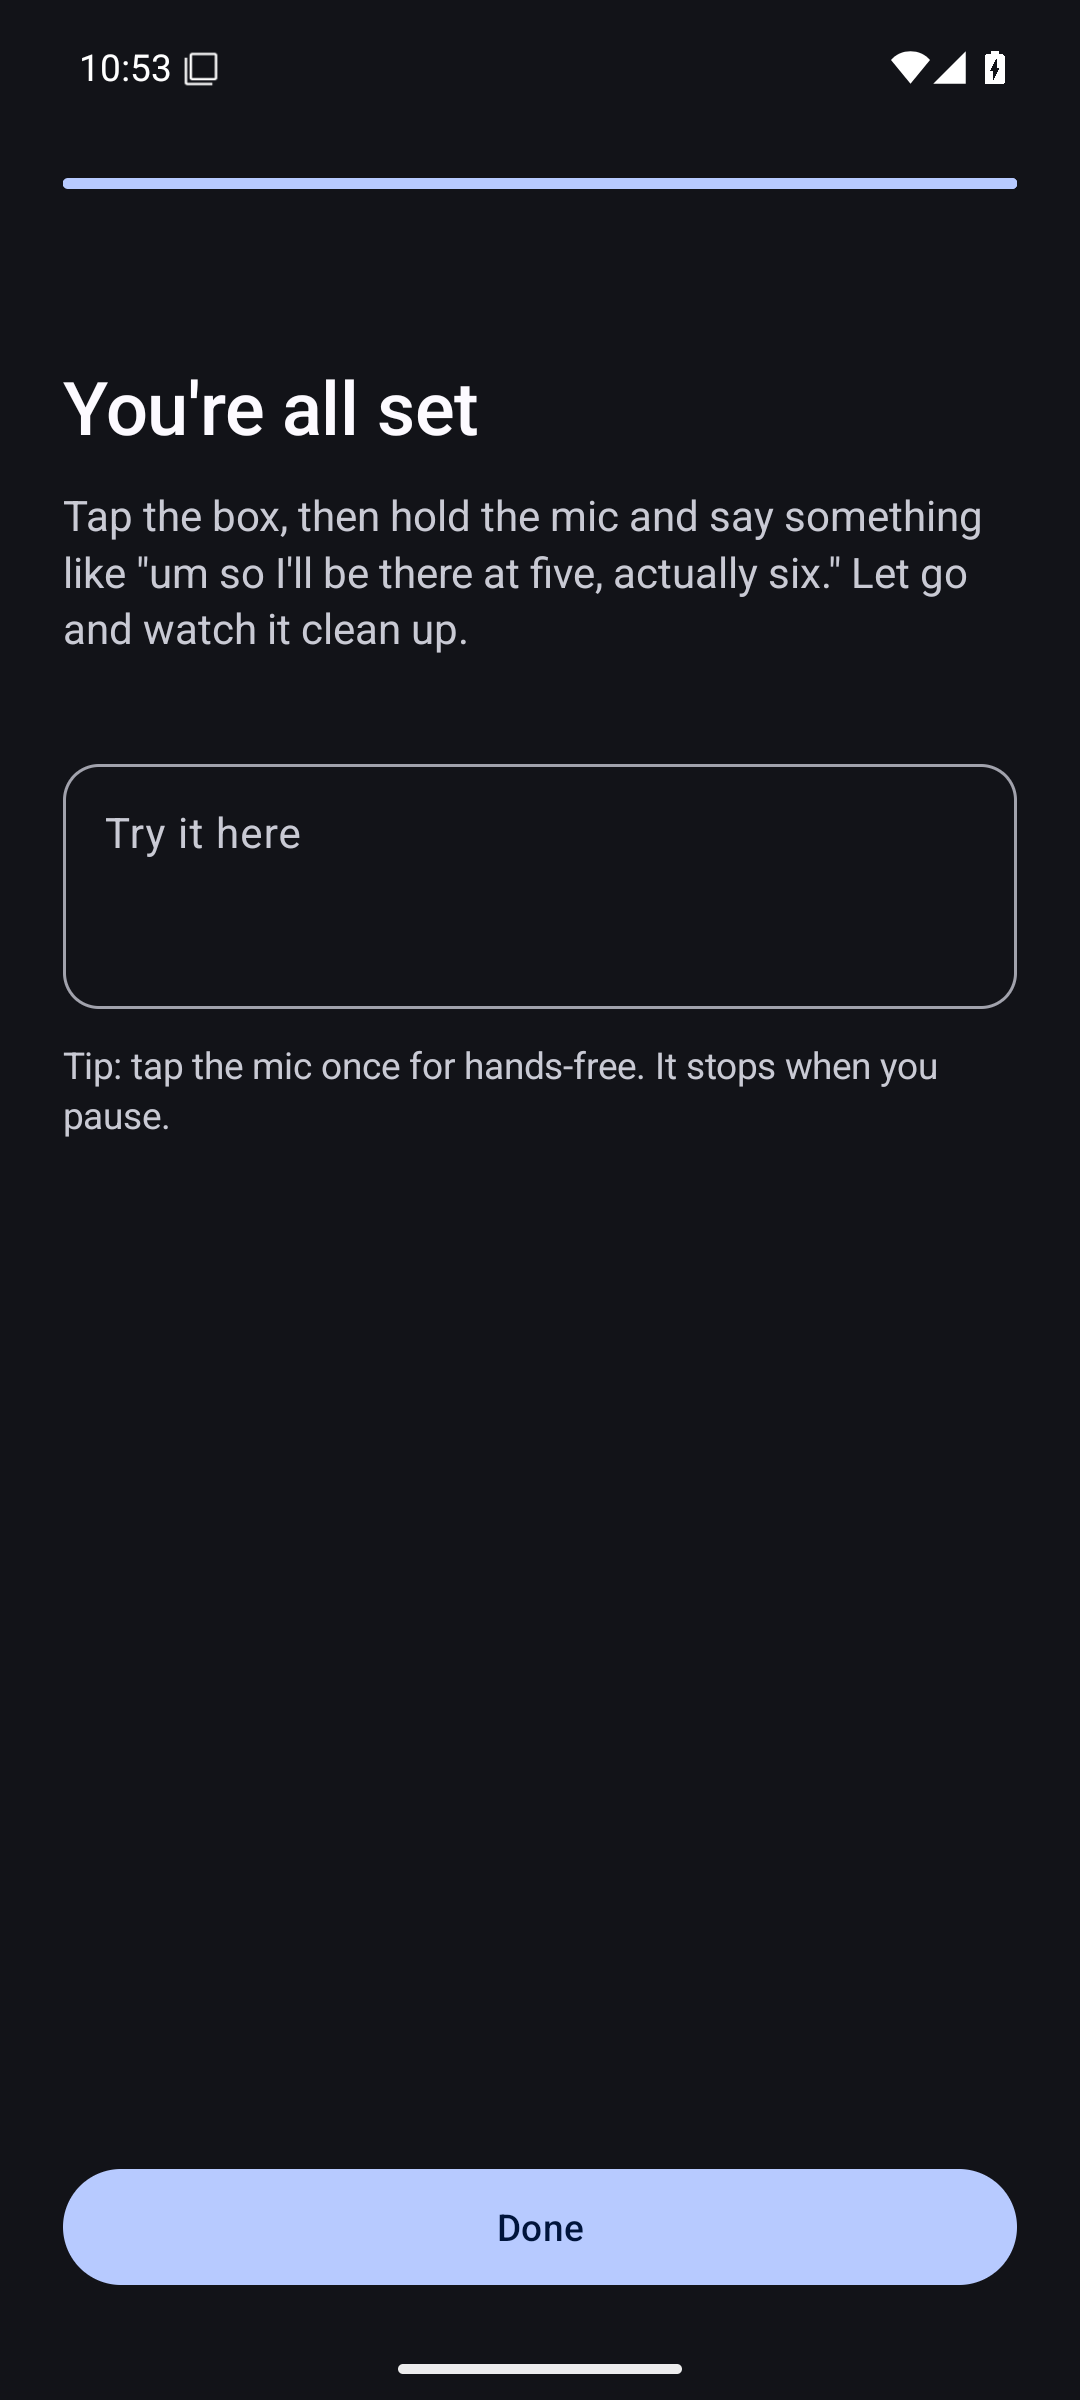 10:53
You're all set
Tap the box, then hold the mic and say something
like "um so I'll be there at five, actually six." Let go
and watch it clean up.
Try it here
Tip: tap the mic once for hands-free. It stops when you
pause.
Done